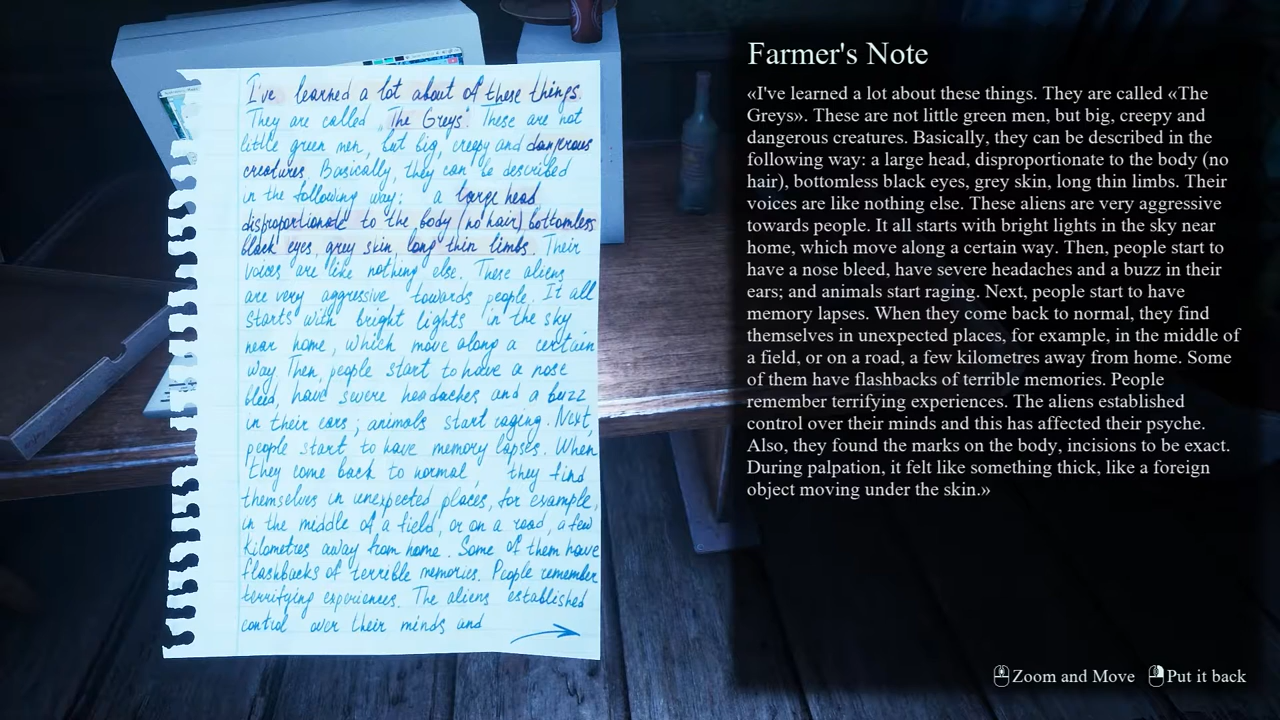 I've learned a lot about of these things.
They are called „The Greys". These are not
little green men, but big, creepy and dangerous
creatures. Basically, they can be described
in the following way: a large head,
disproportionate to the body (no hair) bottomless
black eyes, grey skin, long thin limbs. Their
voices are like nothing else. These aliens
are very aggressive towards people. It all
starts with bright lights in the sky
near home, which move along a certain
way. Then, people start to have a nose
bleed, have severe headaches and a buzz
in their ears; animals start raging. Next,
people start to have memory lapses. When
they come back to normal, they find
themselves in unexpected places, for example,
in the middle of a field, or on a road, a few
kilometres away from home. Some of them have
flashbacks of terrible memories. People remember
terrifying experiences. The aliens established
control over their minds and
Farmer's Note
«I've learned a lot about these things. They are called «The
Greys». These are not little green men, but big, creepy and
dangerous creatures. Basically, they can be described in the
following way: a large head, disproportionate to the body (no
hair), bottomless black eyes, grey skin, long thin limbs. Their
voices are like nothing else. These aliens are very aggressive
towards people. It all starts with bright lights in the sky near
home, which move along a certain way. Then, people start to
have a nose bleed, have severe headaches and a buzz in their
ears; and animals start raging. Next, people start to have
memory lapses. When they come back to normal, they find
themselves in unexpected places, for example, in the middle of
a field, or on a road, a few kilometres away from home. Some
of them have flashbacks of terrible memories. People
remember terrifying experiences. The aliens established
control over their minds and this has affected their psyche.
Also, they found the marks on the body, incisions to be exact.
During palpation, it felt like something thick, like a foreign
object moving under the skin.»
Zoom and Move Put it back